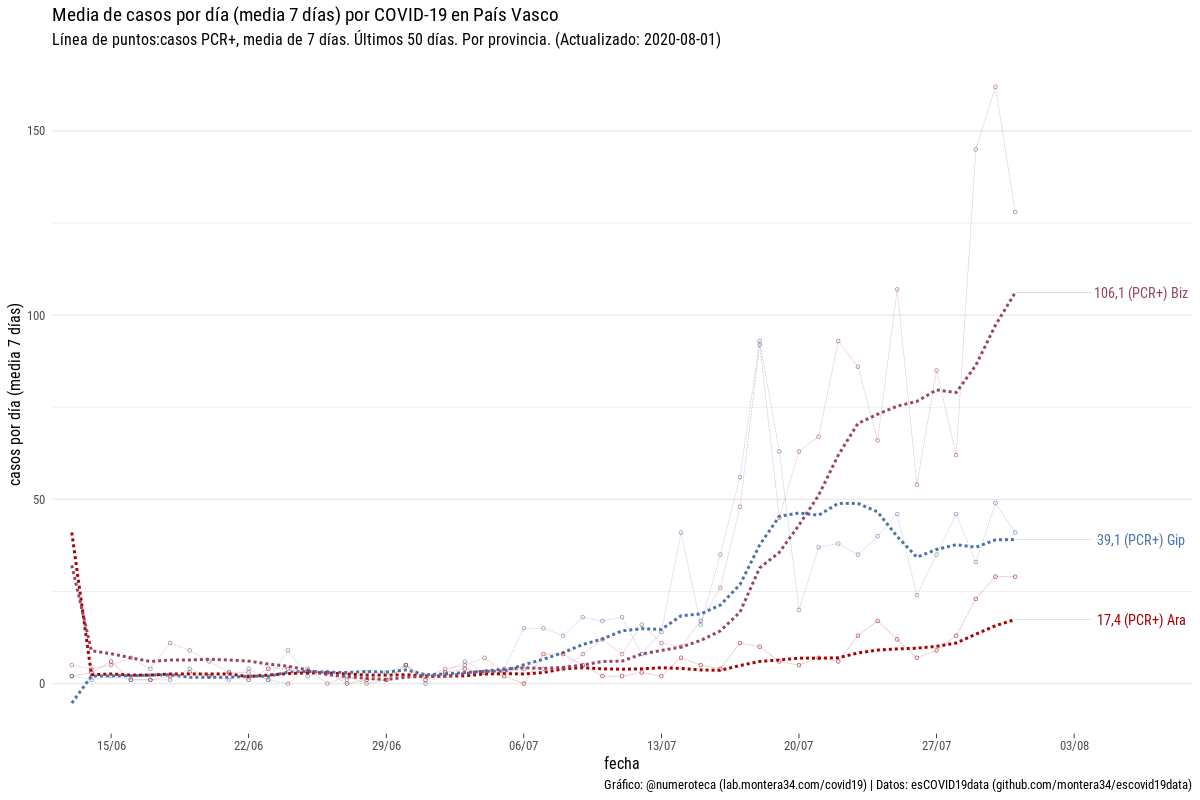 Media de casos por día (media 7 días) por COVID-19 en País Vasco
Línea de puntos:casos PCR+, media de 7 días. Últimos 50 días. Por provincia. (Actualizado: 2020-08-01)
casos por día (media 7 días)
150
100
50
0
106,1 (PCR+) Biz
39,1 (PCR+) Gip
17,4 (PCR+) Ara
15/06
22/06
29/06
06/07
13/07
20/07
27/07
03/08
fecha
Gráfico: @numeroteca (lab.montera34.com/covid19) | Datos: esCOVID19data (github.com/montera34/escovid19data)